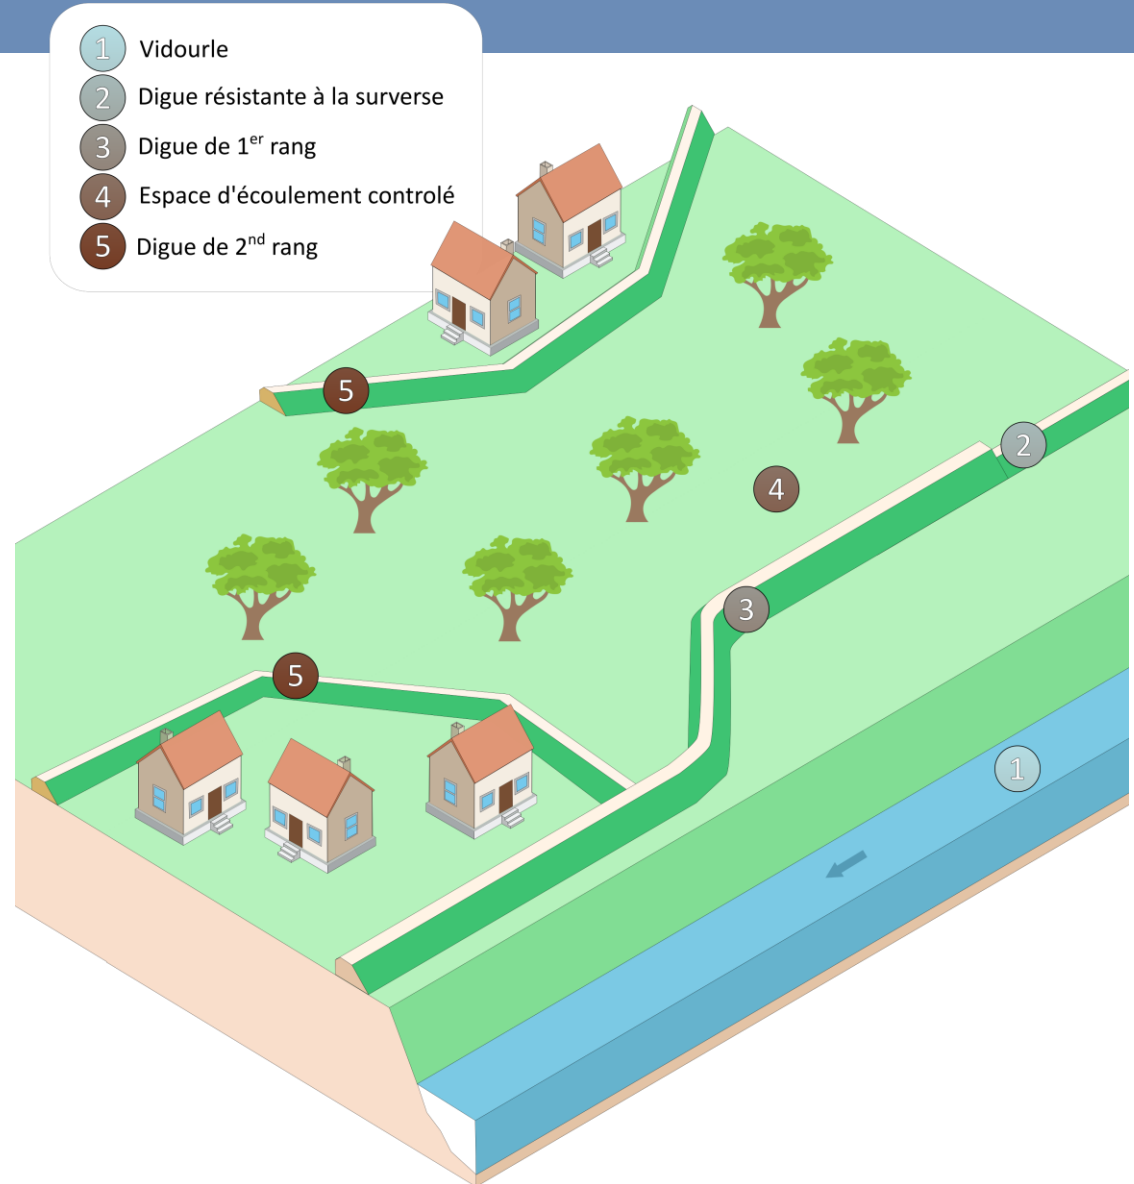 1 Vidourle
2 Digue résistante à la surverse
3 Digue de 1er rang
4 Espace d'écoulement controlé
5 Digue de 2nd rang
5
2
4
3
5
1